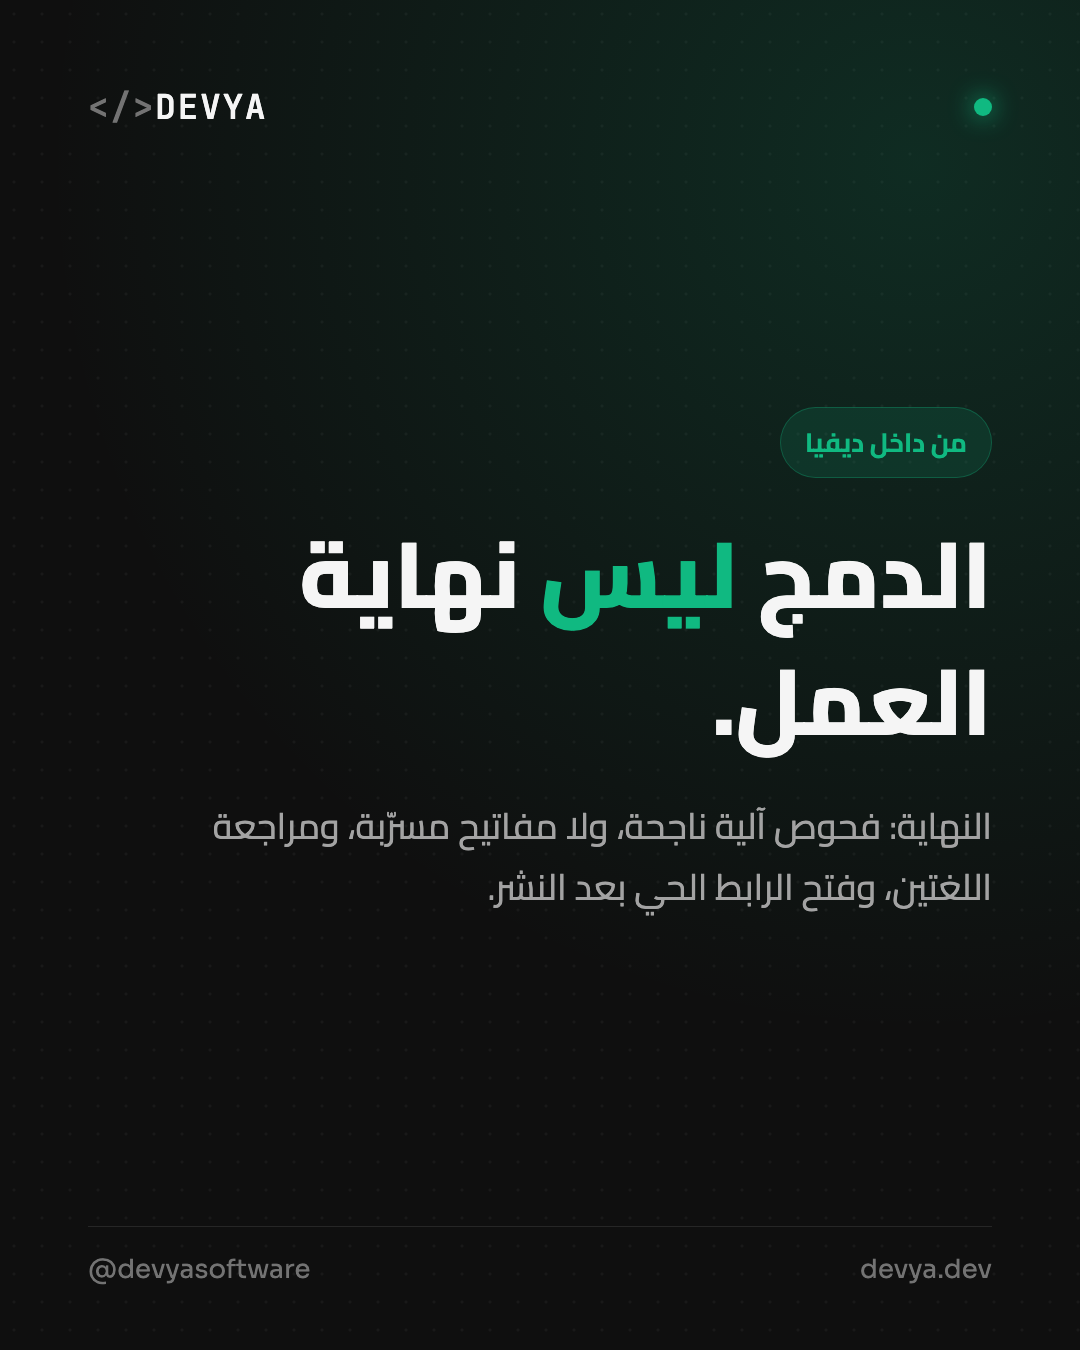 </>DEVYA
من داخل ديفيا
الدمج ليس نهاية
العمل.
النهاية: فحوص آلية ناجحة، ولا مفاتيح مسرّبة، ومراجعة
اللغتين، وفتح الرابط الحي بعد النشر.
@devyasoftware
devya.dev